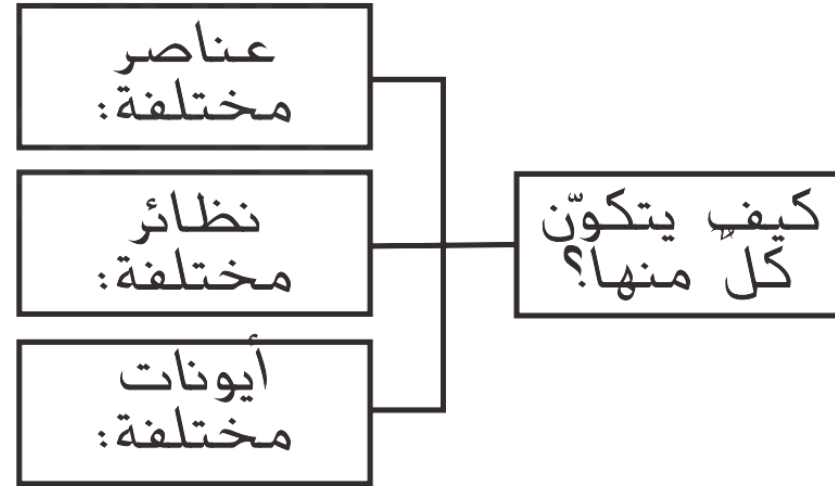 كيف يتكوّن
كلٌ منها؟
عناصر
مختلفة:
نظائر
مختلفة:
أيونات
مختلفة: